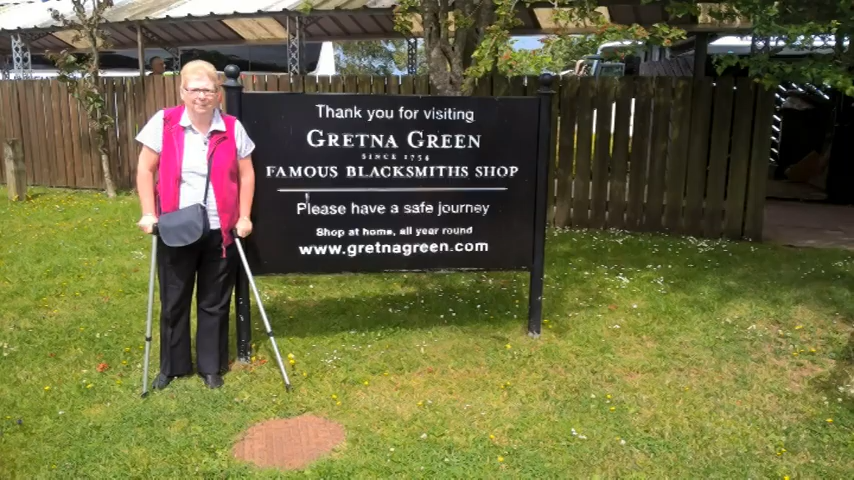 Thank you for visiting
GRETNA GREEN
SINCE 1754
FAMOUS BLACKSMITHS SHOP
Please have a safe journey
Shop at home, all year round
www.gretnagreen.com